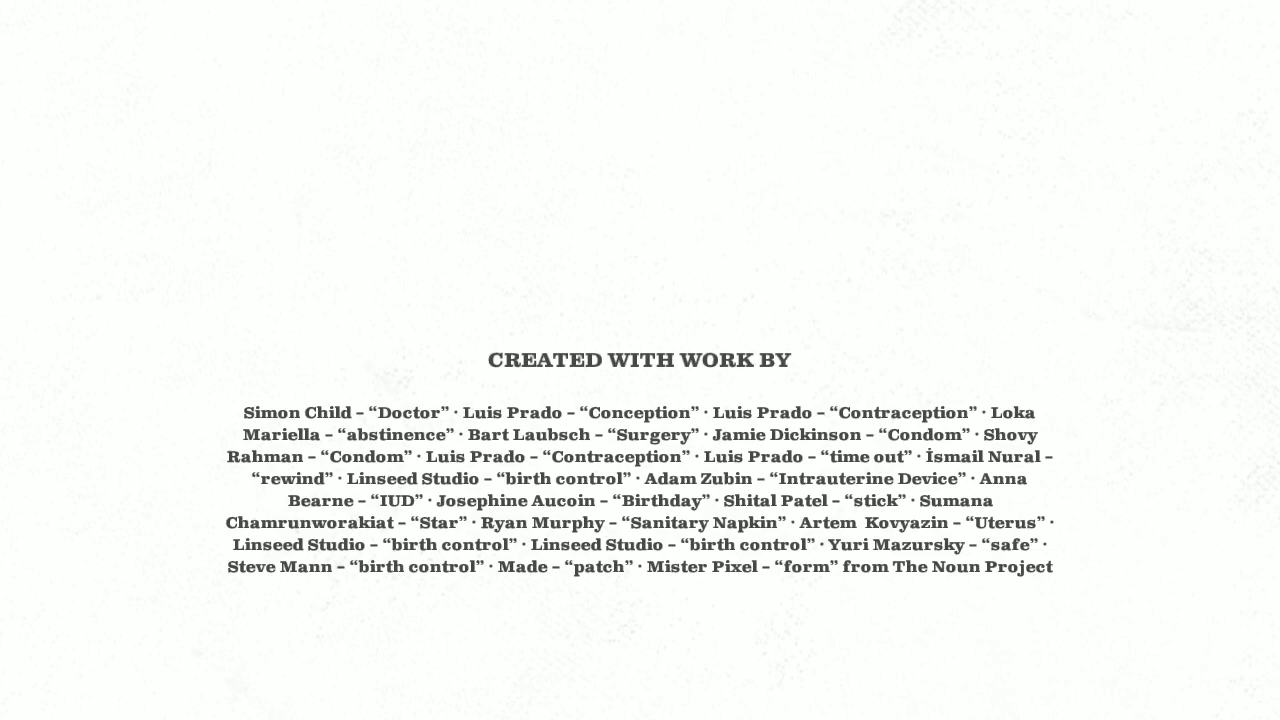 CREATED WITH WORK BY
Simon Child – “Doctor” · Luis Prado – “Conception” · Luis Prado – “Contraception” · Loka
Mariella – “abstinence” · Bart Laubsch – “Surgery” · Jamie Dickinson – “Condom” · Shovy
Rahman – “Condom” · Luis Prado – “Contraception” · Luis Prado – “time out” · İsmail Nural –
“rewind” · Linseed Studio – “birth control” · Adam Zubin – “Intrauterine Device” · Anna
Bearne – “IUD” · Josephine Aucoin – “Birthday” · Shital Patel – “stick” · Sumana
Chamrunworakiat – “Star” · Ryan Murphy – “Sanitary Napkin” · Artem  Kovyazin – “Uterus” ·
Linseed Studio – “birth control” · Linseed Studio – “birth control” · Yuri Mazursky – “safe” ·
Steve Mann – “birth control” · Made – “patch” · Mister Pixel – “form” from The Noun Project